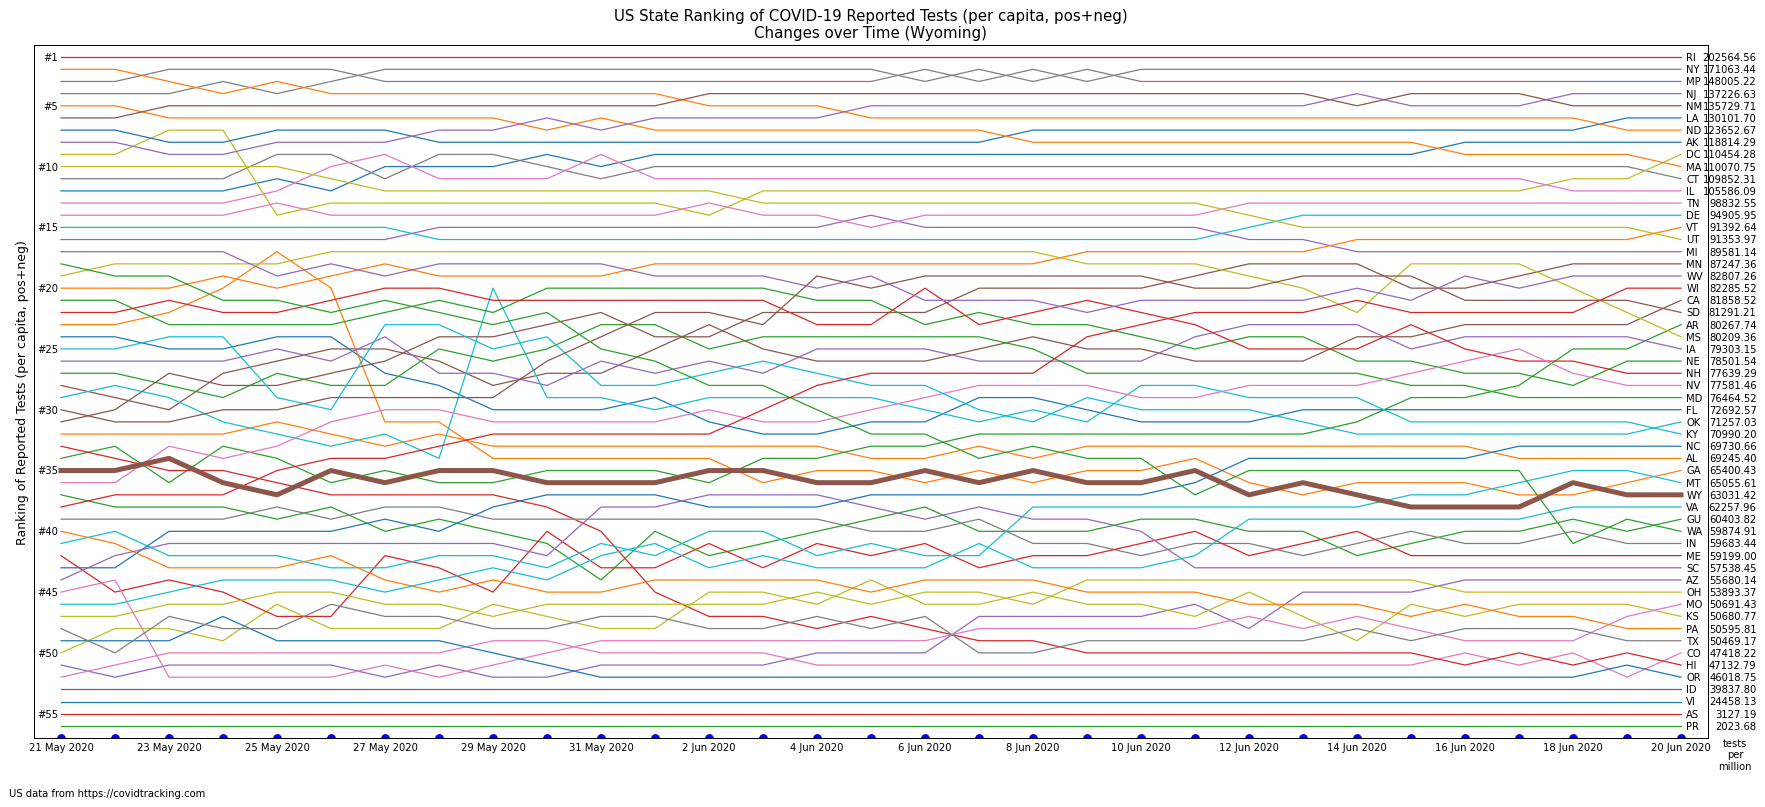 US State Ranking of COVID-19 Reported Tests (per capita, pos+neg)
Changes over Time (Wyoming)
Ranking of Reported Tests (per capita, pos+neg)
#1
#5
#10
#15
#20
#25
#30
#35
#40
#45
#50
#55
RI 202564.56
NY 171063.44
MP 148005.22
NJ 137226.63
NM 135729.71
LA 130101.70
ND 123652.67
AK 118814.29
DC 110454.28
MA 110070.75
CT 109852.31
IL 105586.09
TN 98832.55
DE 94905.95
VT 91392.64
UT 91353.97
MI 89581.14
MN 87247.36
WV 82807.26
WI 82285.52
CA 81858.52
SD 81291.21
AR 80267.74
MS 80209.36
IA 79303.15
NE 78501.54
NH 77639.29
NV 77581.46
MD 76464.52
FL 72692.57
OK 71257.03
KY 70990.20
NC 69730.66
AL 69245.40
GA 65400.43
MT 65055.61
WY 63031.42
VA 62257.96
GU 60403.82
WA 59874.91
IN 59683.44
ME 59199.00
SC 57538.45
AZ 55680.14
OH 53893.37
MO 50691.43
KS 50680.77
PA 50595.81
TX 50469.17
CO 47418.22
HI 47132.79
OR 46018.75
ID 39837.80
VI 24458.13
AS 3127.19
PR 2023.68
21 May 2020 23 May 2020 25 May 2020 27 May 2020 29 May 2020 31 May 2020 2 Jun 2020 4 Jun 2020 6 Jun 2020 8 Jun 2020 10 Jun 2020 12 Jun 2020 14 Jun 2020 16 Jun 2020 18 Jun 2020 20 Jun 2020
tests
per
million
US data from https://covidtracking.com